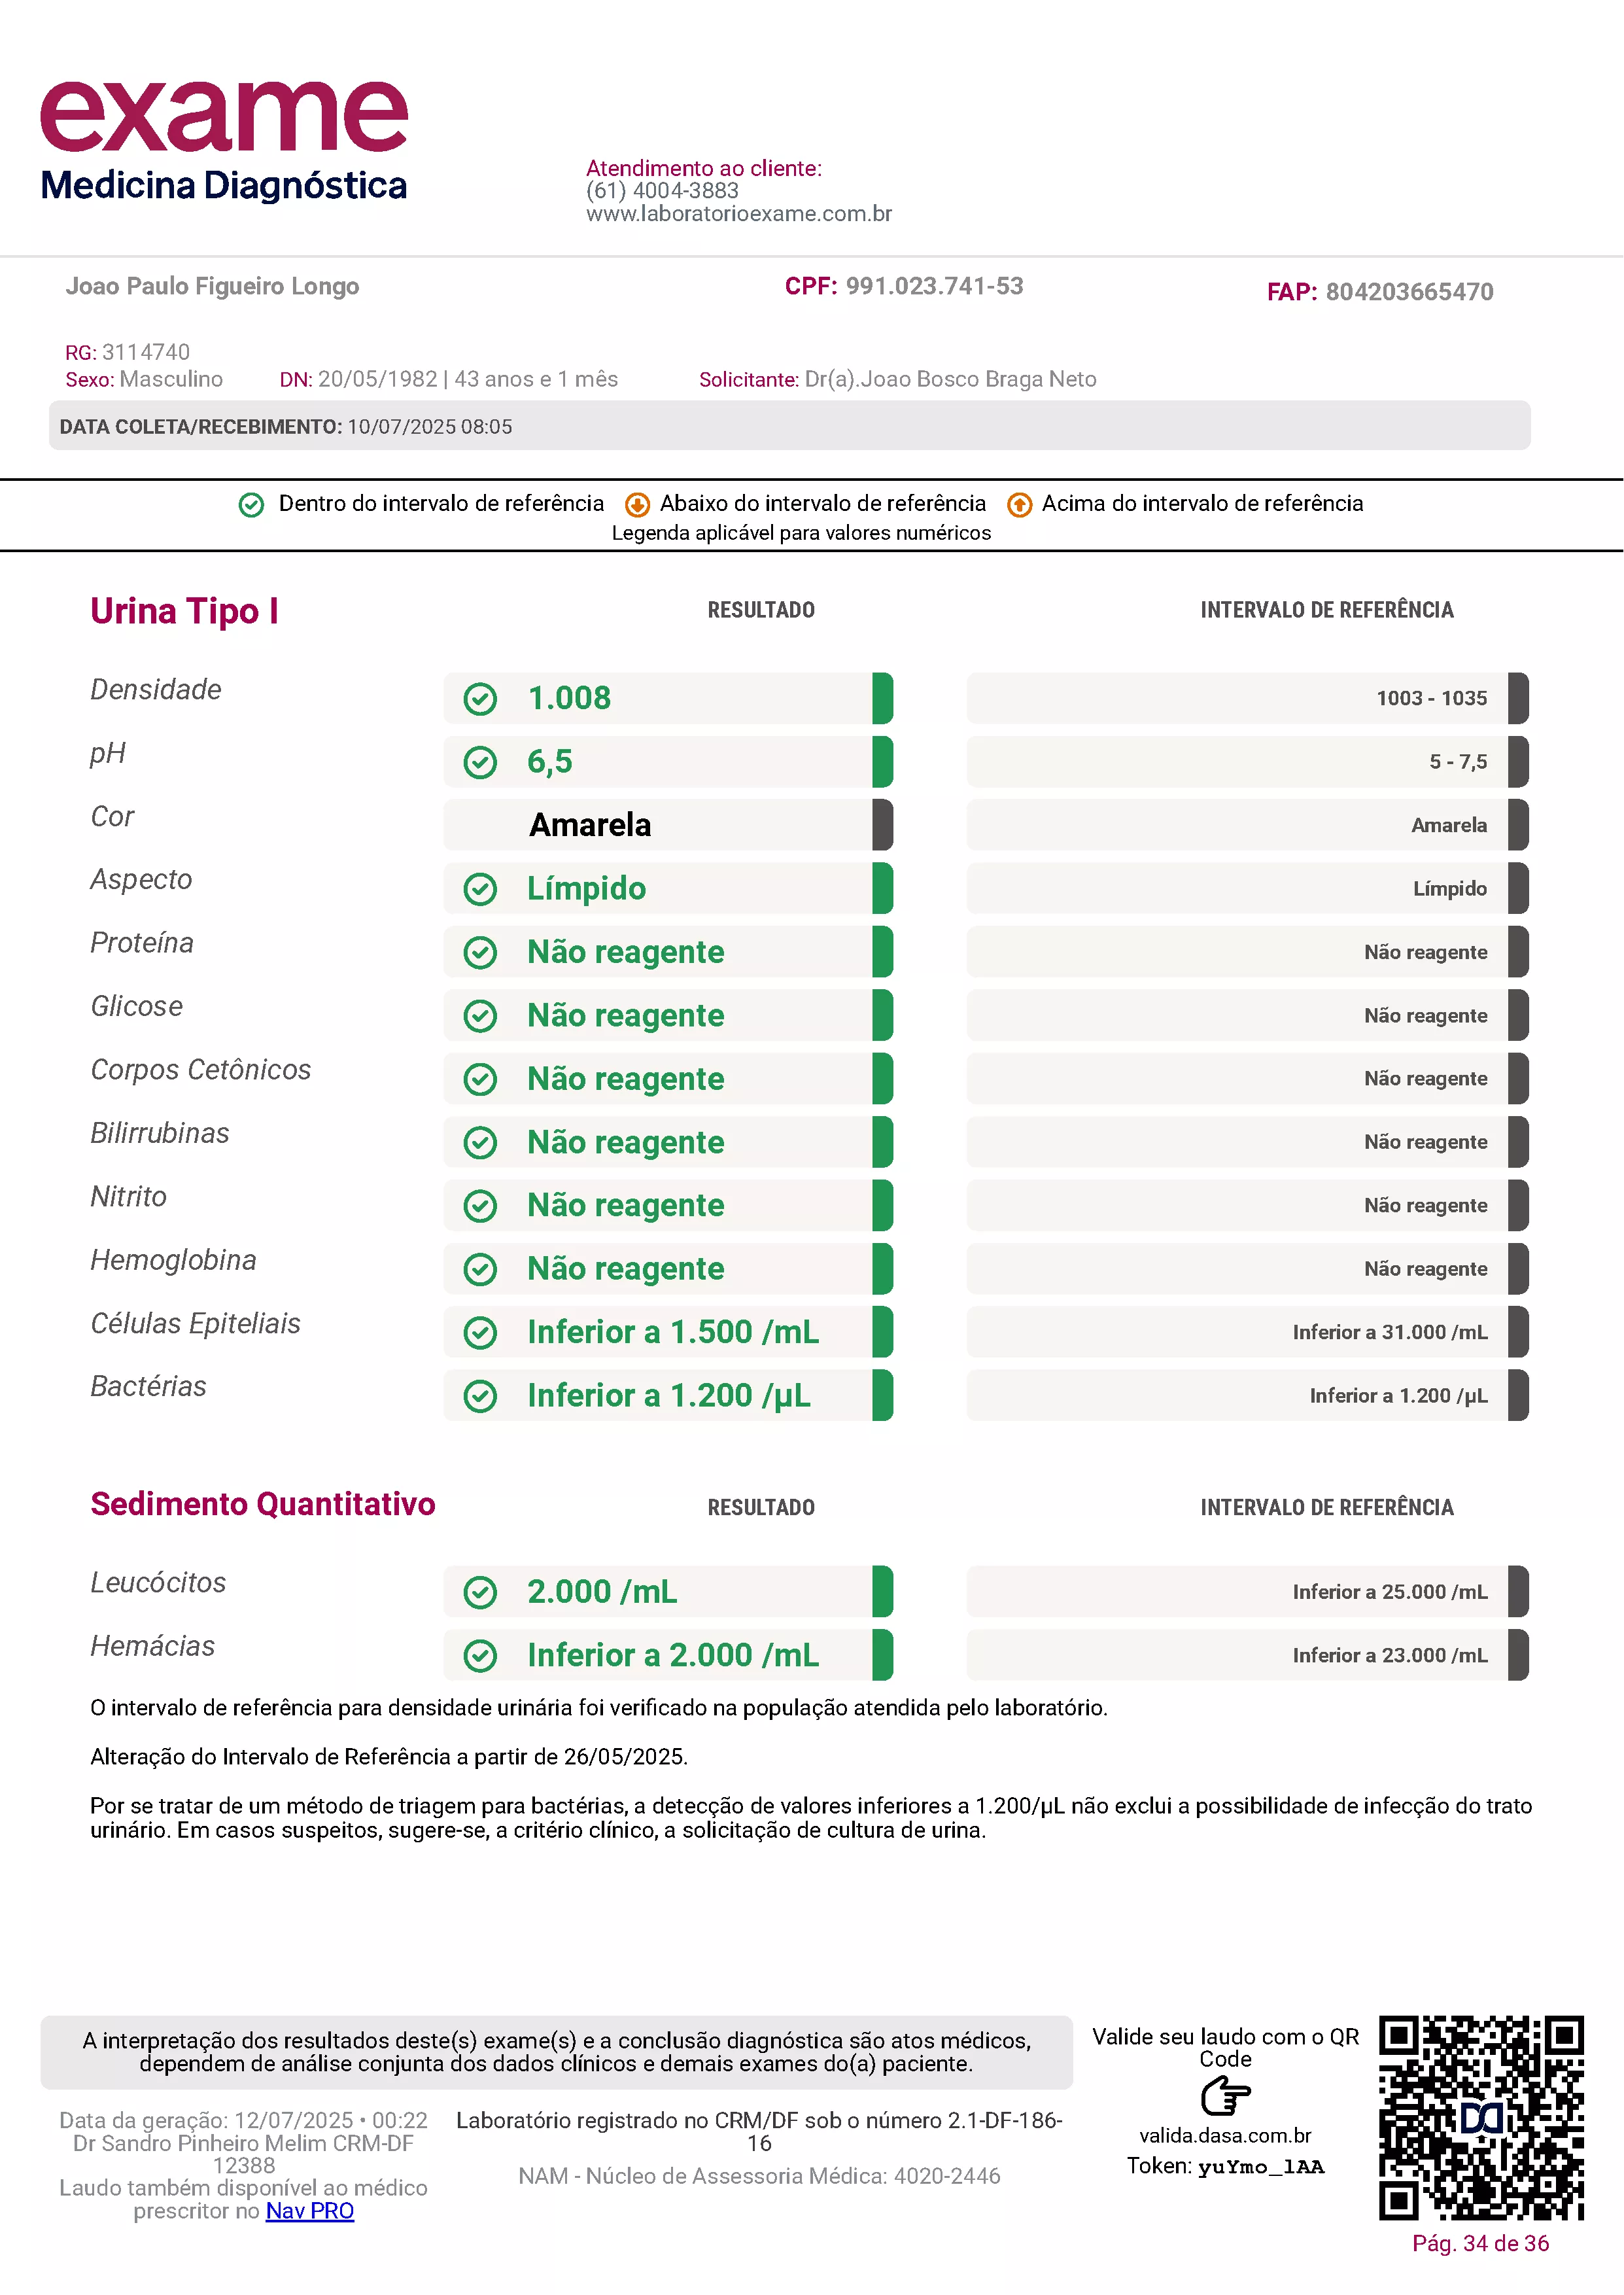 exame
Medicina Diagnóstica
Atendimento ao cliente:
(61) 4004-3883
www.laboratorioexame.com.br
Joao Paulo Figueiro Longo CPF: 991.023.741-53 FAP: 804203665470
RG: 3114740
Sexo: Masculino DN: 20/05/1982 | 43 anos e 1 mês Solicitante: Dr(a).Joao Bosco Braga Neto
DATA COLETA/RECEBIMENTO: 10/07/2025 08:05
Dentro do intervalo de referência Abaixo do intervalo de referência Acima do intervalo de referência
Legenda aplicável para valores numéricos
Urina Tipo I RESULTADO INTERVALO DE REFERÊNCIA
Densidade 1.008 1003 - 1035
pH 6,5 5 - 7,5
Cor Amarela Amarela
Aspecto Límpido Límpido
Proteína Não reagente Não reagente
Glicose Não reagente Não reagente
Corpos Cetônicos Não reagente Não reagente
Bilirrubinas Não reagente Não reagente
Nitrito Não reagente Não reagente
Hemoglobina Não reagente Não reagente
Células Epiteliais Inferior a 1.500 /mL Inferior a 31.000 /mL
Bactérias Inferior a 1.200 /µL Inferior a 1.200 /µL
Sedimento Quantitativo RESULTADO INTERVALO DE REFERÊNCIA
Leucócitos 2.000 /mL Inferior a 25.000 /mL
Hemácias Inferior a 2.000 /mL Inferior a 23.000 /mL
O intervalo de referência para densidade urinária foi verificado na população atendida pelo laboratório.
Alteração do Intervalo de Referência a partir de 26/05/2025.
Por se tratar de um método de triagem para bactérias, a detecção de valores inferiores a 1.200/µL não exclui a possibilidade de infecção do trato
urinário. Em casos suspeitos, sugere-se, a critério clínico, a solicitação de cultura de urina.
A interpretação dos resultados deste(s) exame(s) e a conclusão diagnóstica são atos médicos,
dependem de análise conjunta dos dados clínicos e demais exames do(a) paciente.
Data da geração: 12/07/2025 • 00:22
Dr Sandro Pinheiro Melim CRM-DF
12388
Laudo também disponível ao médico
prescritor no Nav PRO
Laboratório registrado no CRM/DF sob o número 2.1-DF-186-
16
NAM - Núcleo de Assessoria Médica: 4020-2446
Valide seu laudo com o QR
Code
valida.dasa.com.br
Token: yuYmo_lAA
Pág. 34 de 36